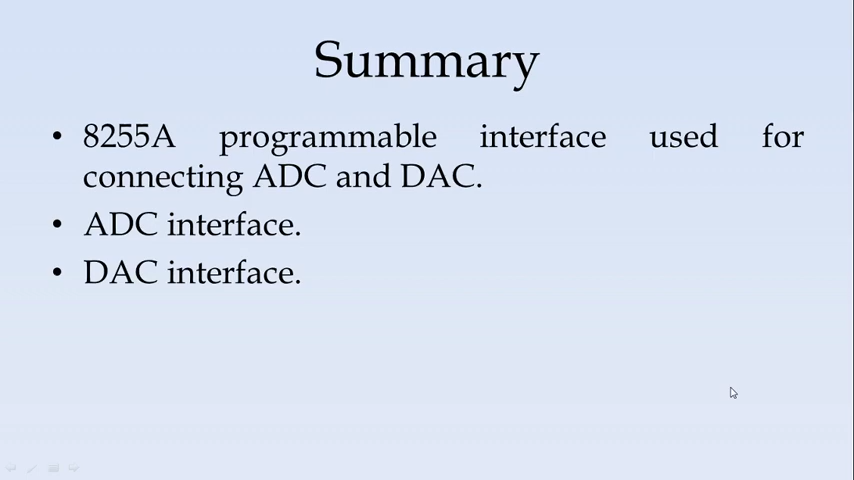 Summary
• 8255A programmable interface used for
connecting ADC and DAC.
• ADC interface.
• DAC interface.